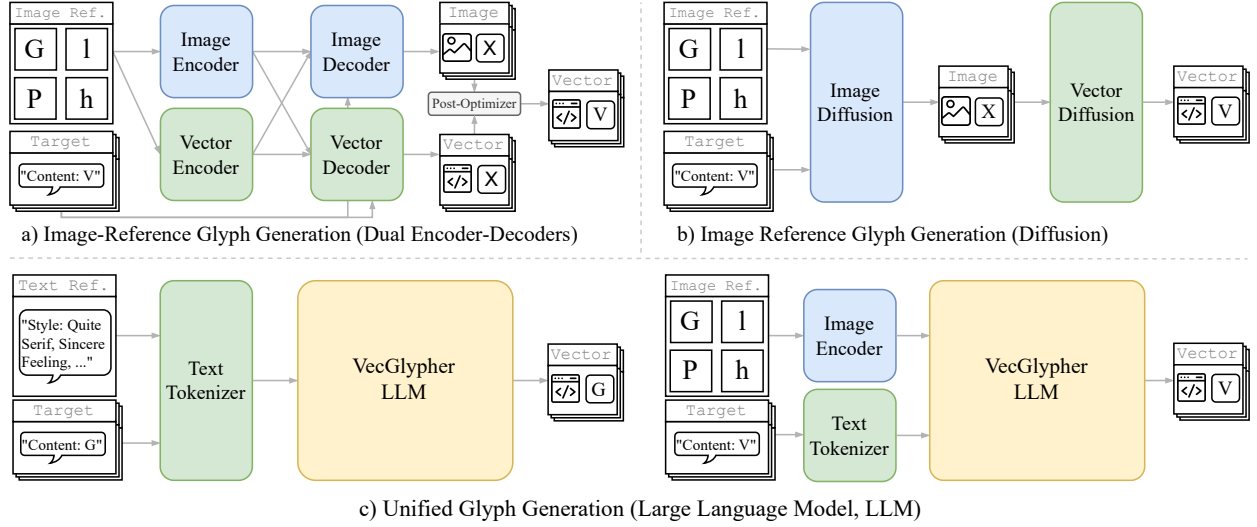 Image Ref.
G l
P h
Target
"Content: V"
Image
Encoder
Vector
Encoder
Image
Decoder
Vector
Decoder
Image
X
Post-Optimizer
Vector
</> V
Vector
</> X
a) Image-Reference Glyph Generation (Dual Encoder-Decoders)
Image Ref.
G l
P h
Target
"Content: V"
Image
Diffusion
Image
X
Vector
Diffusion
Vector
</> V
b) Image Reference Glyph Generation (Diffusion)
Text Ref.
"Style: Quite
Serif, Sincere
Feeling, ..."
Target
"Content: G"
Text
Tokenizer
VecGlypher
LLM
Vector
</> G
Image Ref.
G l
P h
Target
"Content: V"
Image
Encoder
Text
Tokenizer
VecGlypher
LLM
Vector
</> V
c) Unified Glyph Generation (Large Language Model, LLM)